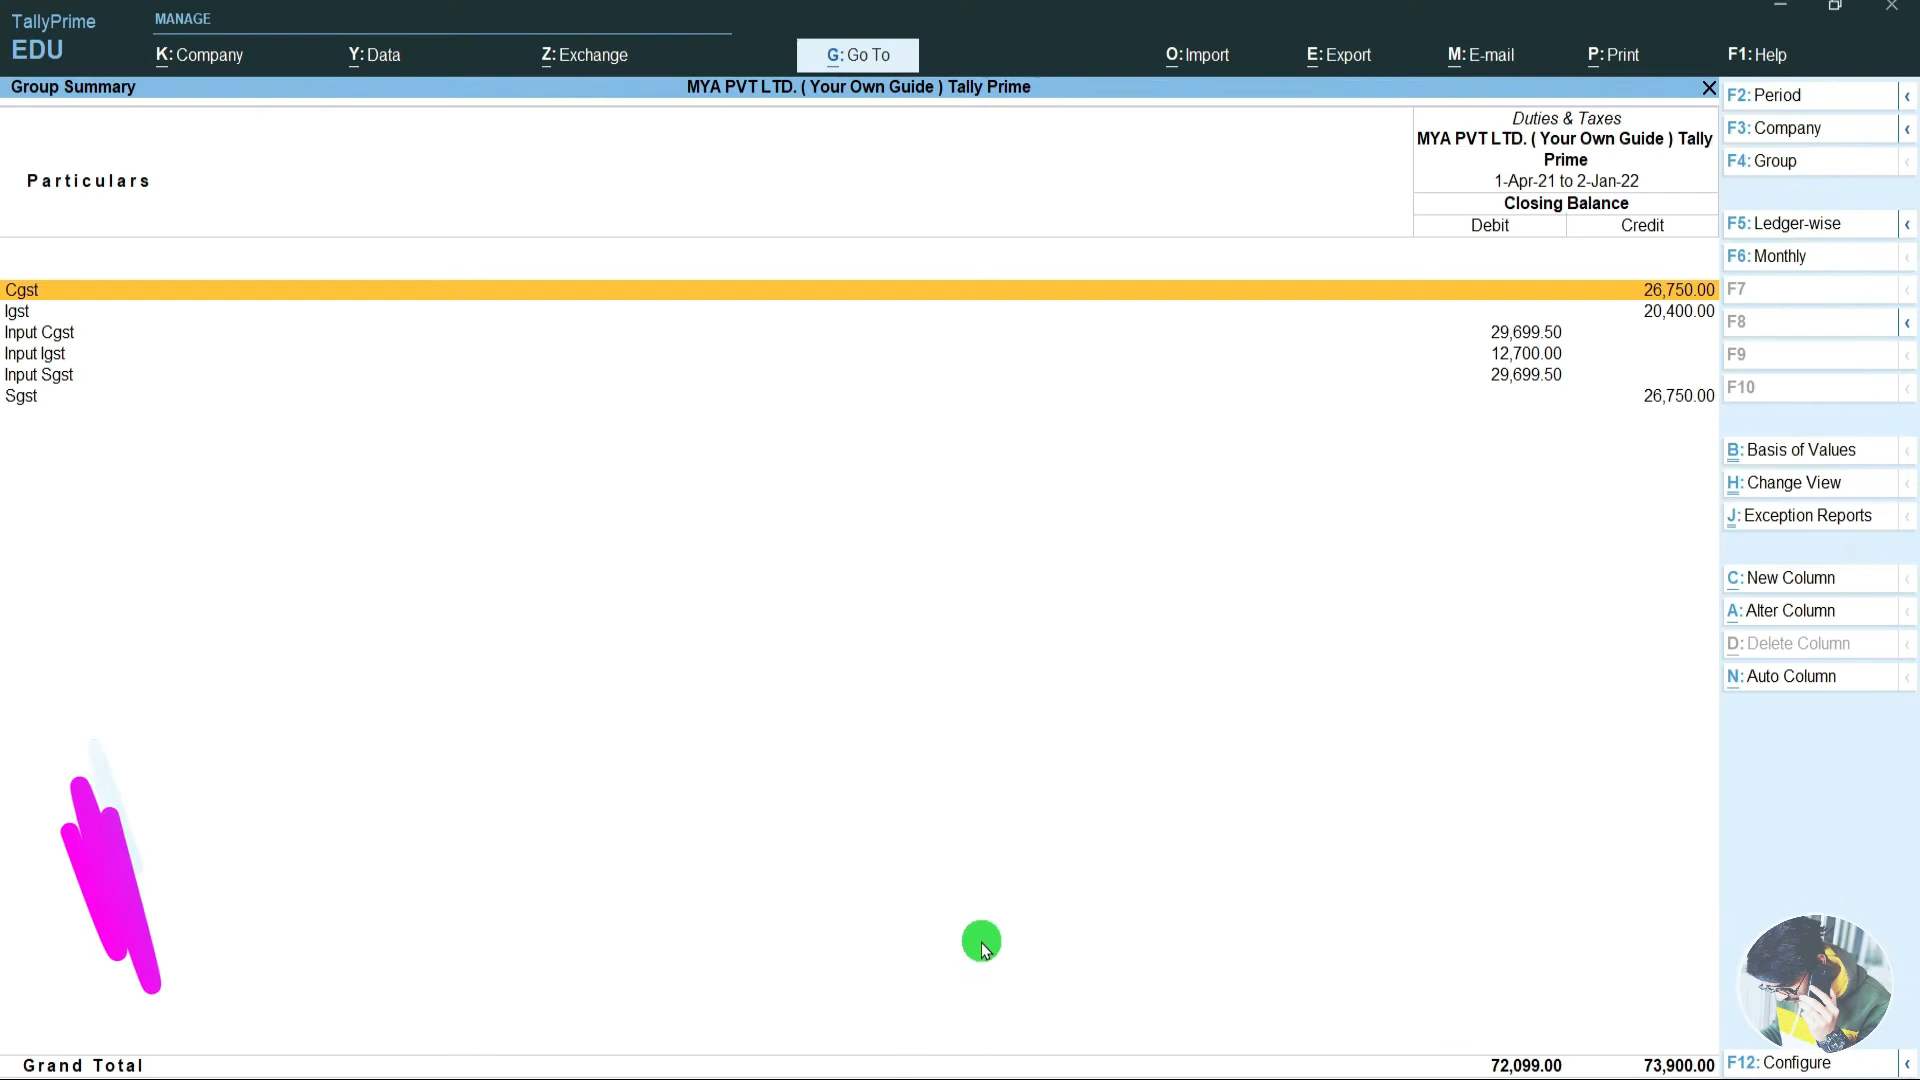 TallyPrime
EDU
MANAGE
K: Company Y: Data Z: Exchange G: Go To O: Import E: Export M: E-mail P: Print F1: Help
Group Summary MYA PVT LTD. ( Your Own Guide ) Tally Prime
Particulars
Duties & Taxes
MYA PVT LTD. ( Your Own Guide ) Tally
Prime
1-Apr-21 to 2-Jan-22
Closing Balance
Debit Credit
Cgst 26,750.00
Igst 20,400.00
Input Cgst 29,699.50
Input Igst 12,700.00
Input Sgst 29,699.50
Sgst 26,750.00
Grand Total 72,099.00 73,900.00
F2: Period
F3: Company
F4: Group
F5: Ledger-wise
F6: Monthly
F7
F8
F9
F10
B: Basis of Values
H: Change View
J: Exception Reports
C: New Column
A: Alter Column
D: Delete Column
N: Auto Column
F12: Configure